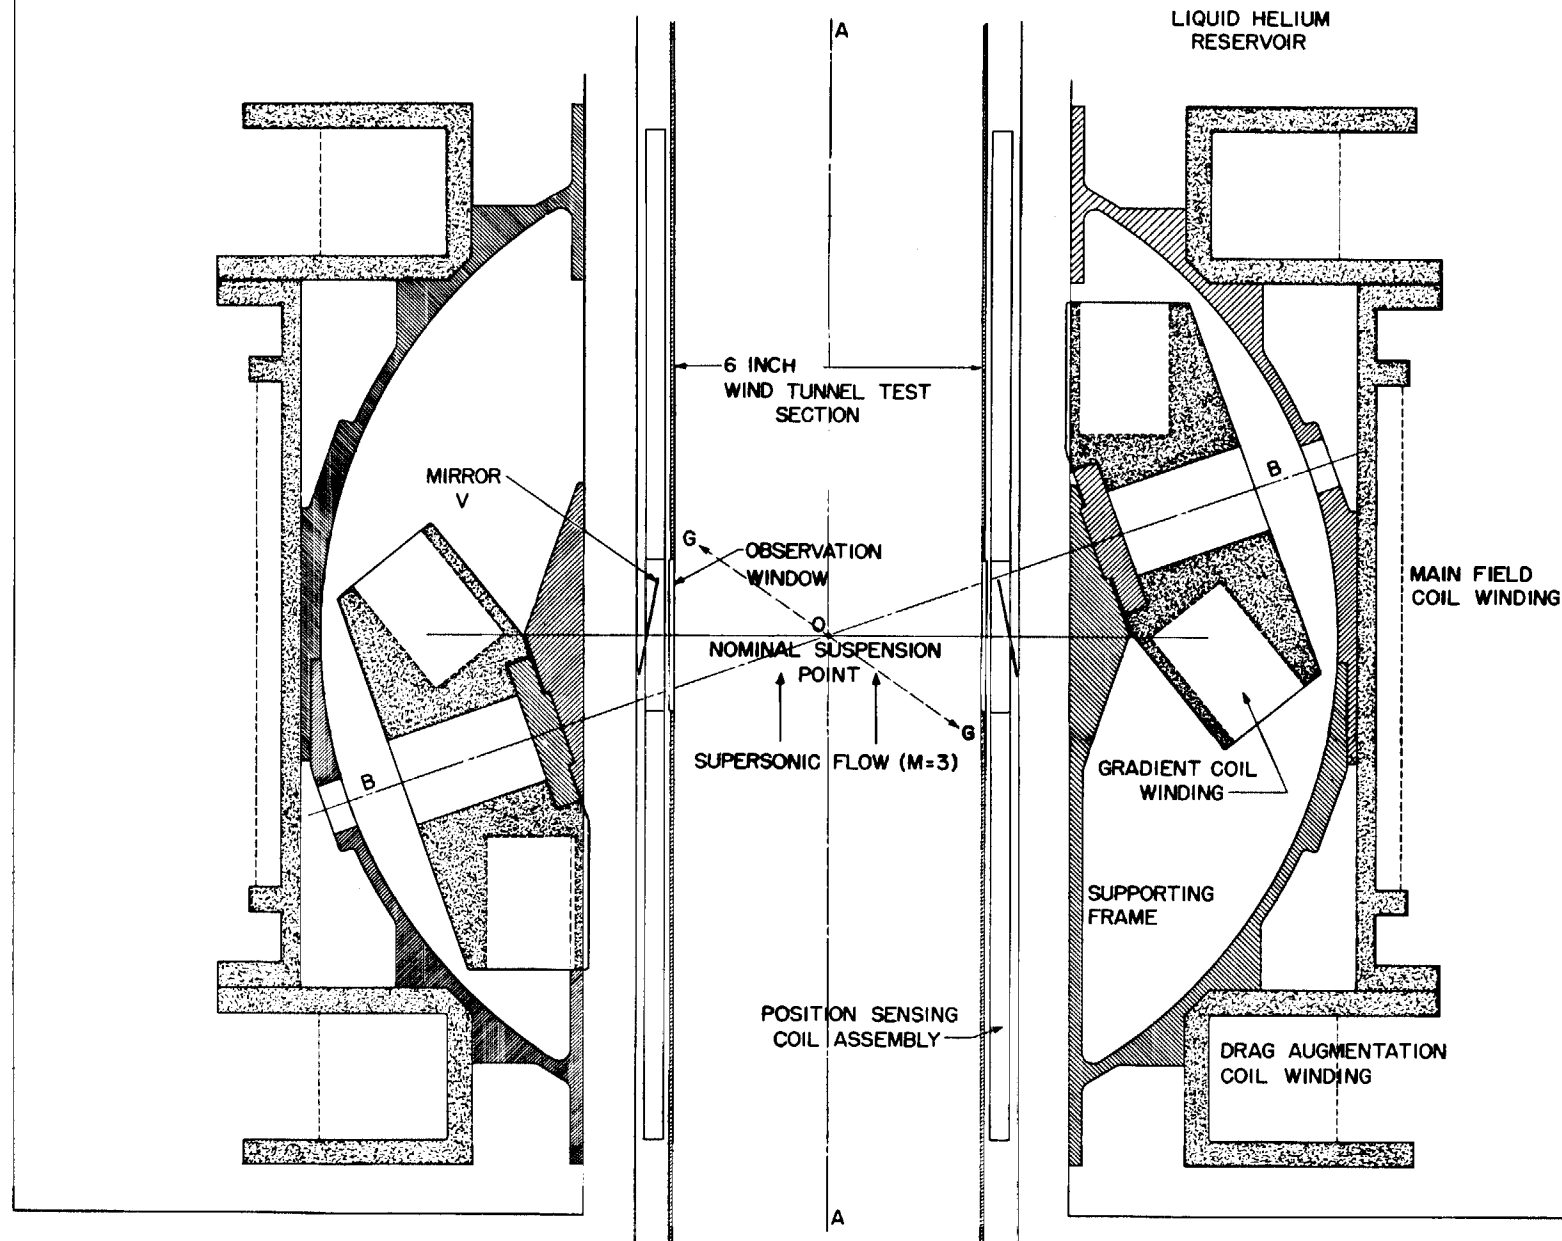 A
LIQUID HELIUM
RESERVOIR
6 INCH
WIND TUNNEL TEST
SECTION
MIRROR
V
B
G
OBSERVATION
WINDOW
MAIN FIELD
COIL WINDING
O
NOMINAL SUSPENSION
POINT
G
SUPERSONIC FLOW (M=3)
B
GRADIENT COIL
WINDING
SUPPORTING
FRAME
POSITION SENSING
COIL ASSEMBLY
DRAG AUGMENTATION
COIL WINDING
A